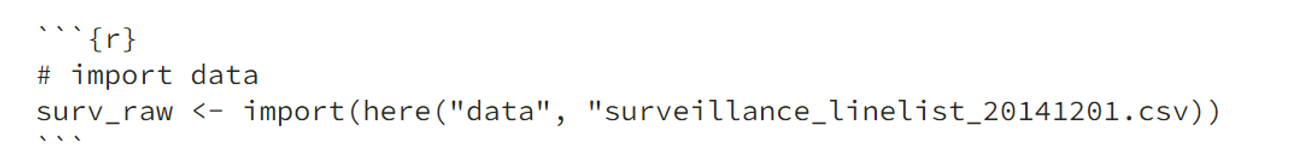 ```{r}
# import data
surv_raw <- import(here("data", "surveillance_linelist_20141201.csv))
```